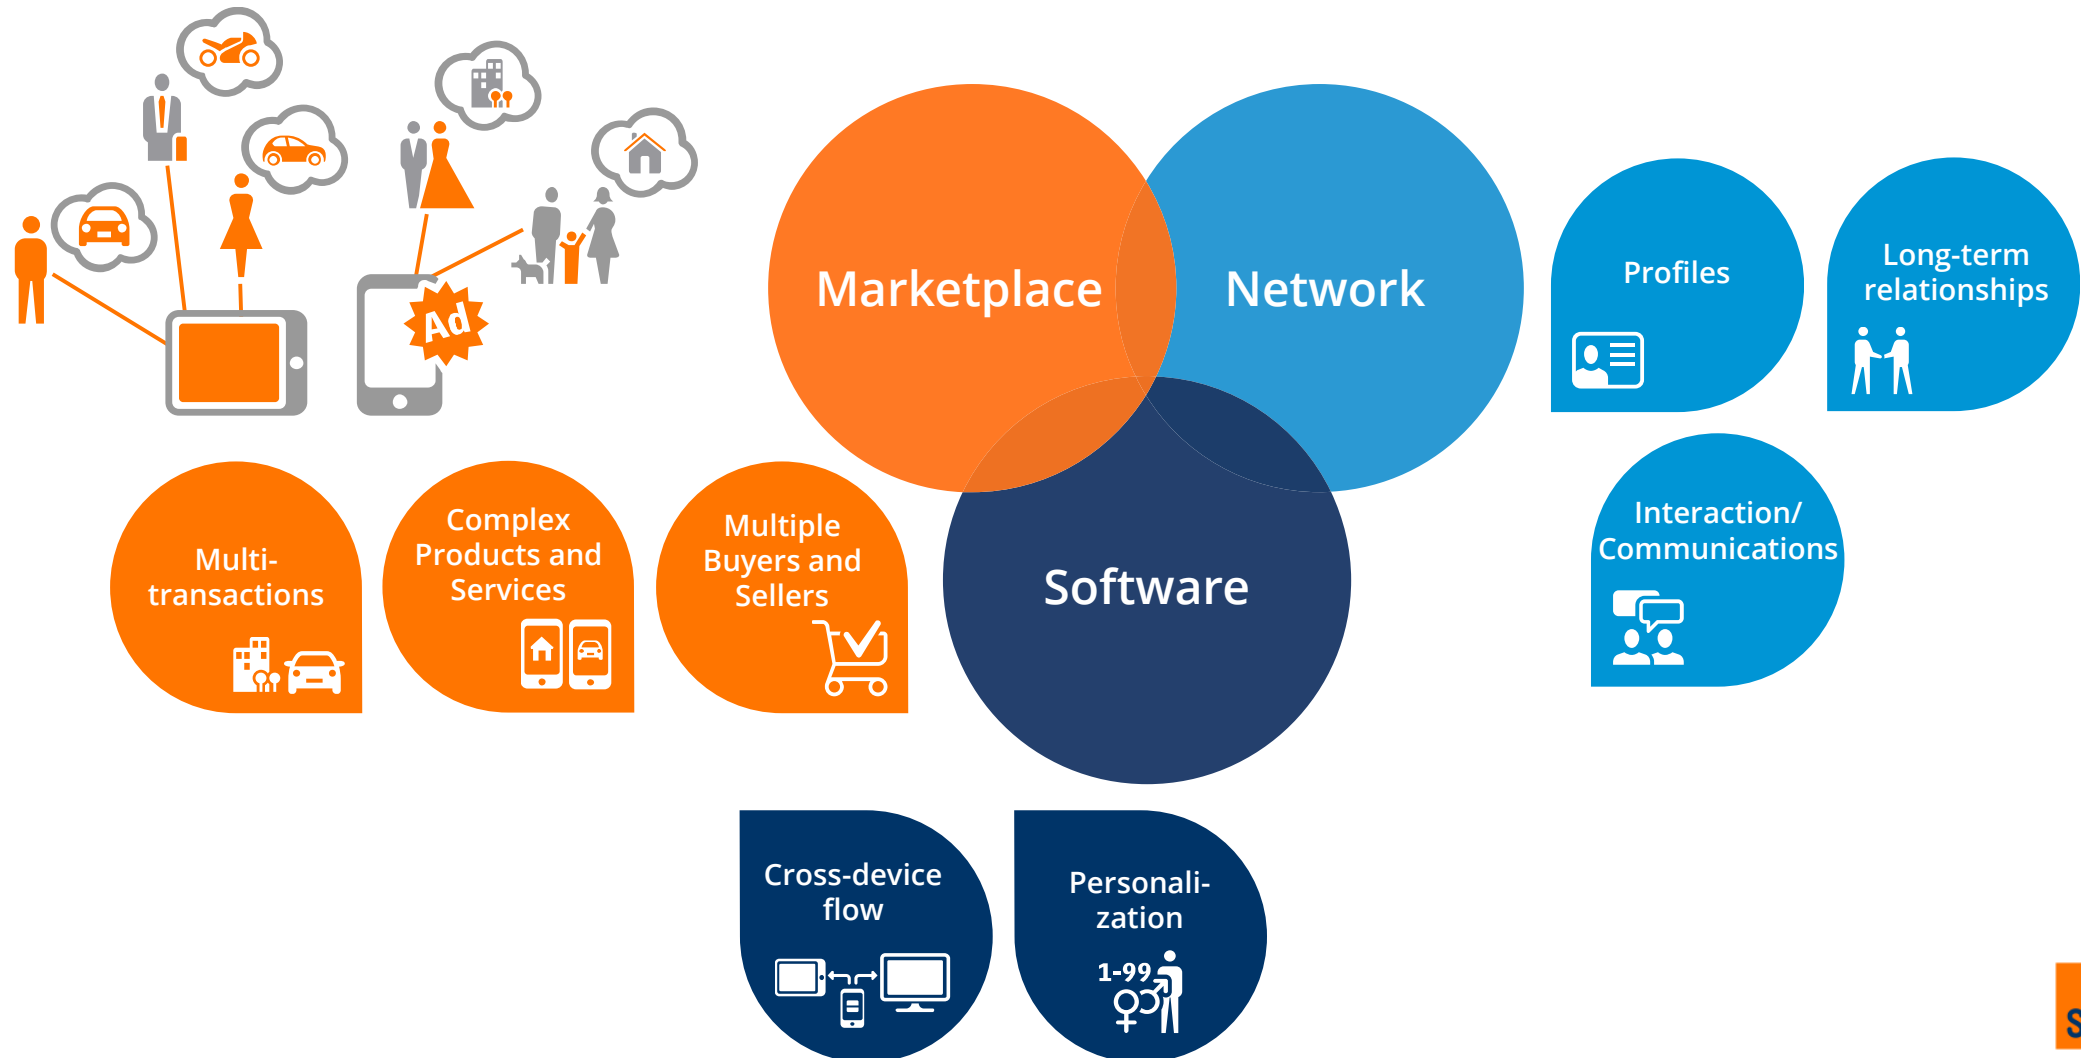 Ad
Marketplace
Network
Software
Profiles
Long-term
relationships
Interaction/
Communications
Multi-
transactions
Complex
Products and
Services
Multiple
Buyers and
Sellers
Cross-device
flow
Personali-
zation
1-99
S